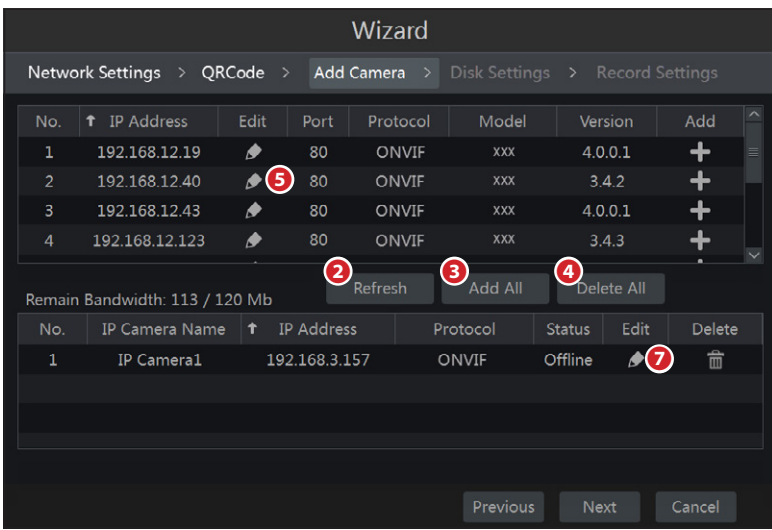 Wizard
Network Settings > QRCode > Add Camera > Disk Settings > Record Settings
No. IP Address Edit Port Protocol Model Version Add
1 192.168.12.19 80 ONVIF xxx 4.0.0.1
2 192.168.12.40 5 80 ONVIF xxx 3.4.2
3 192.168.12.43 80 ONVIF xxx 4.0.0.1
4 192.168.12.123 80 ONVIF xxx 3.4.3
2 Refresh 3 Add All 4 Delete All
Remain Bandwidth: 113 / 120 Mb
No. IP Camera Name IP Address Protocol Status Edit Delete
1 IP Camera1 192.168.3.157 ONVIF Offline 7
Previous Next Cancel